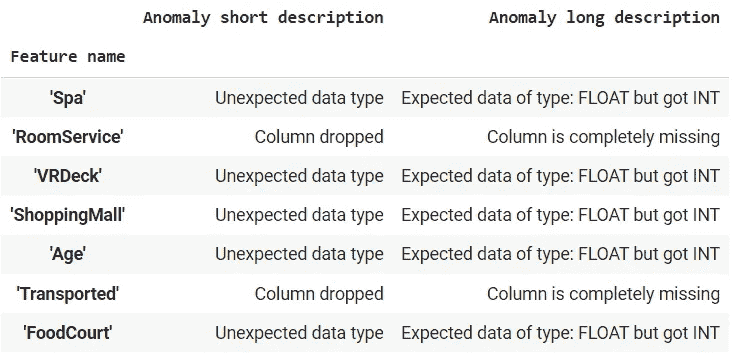 Anomaly short description Anomaly long description
Feature name
'Spa' Unexpected data type Expected data of type: FLOAT but got INT
'RoomService' Column dropped Column is completely missing
'VRDeck' Unexpected data type Expected data of type: FLOAT but got INT
'ShoppingMall' Unexpected data type Expected data of type: FLOAT but got INT
'Age' Unexpected data type Expected data of type: FLOAT but got INT
'Transported' Column dropped Column is completely missing
'FoodCourt' Unexpected data type Expected data of type: FLOAT but got INT